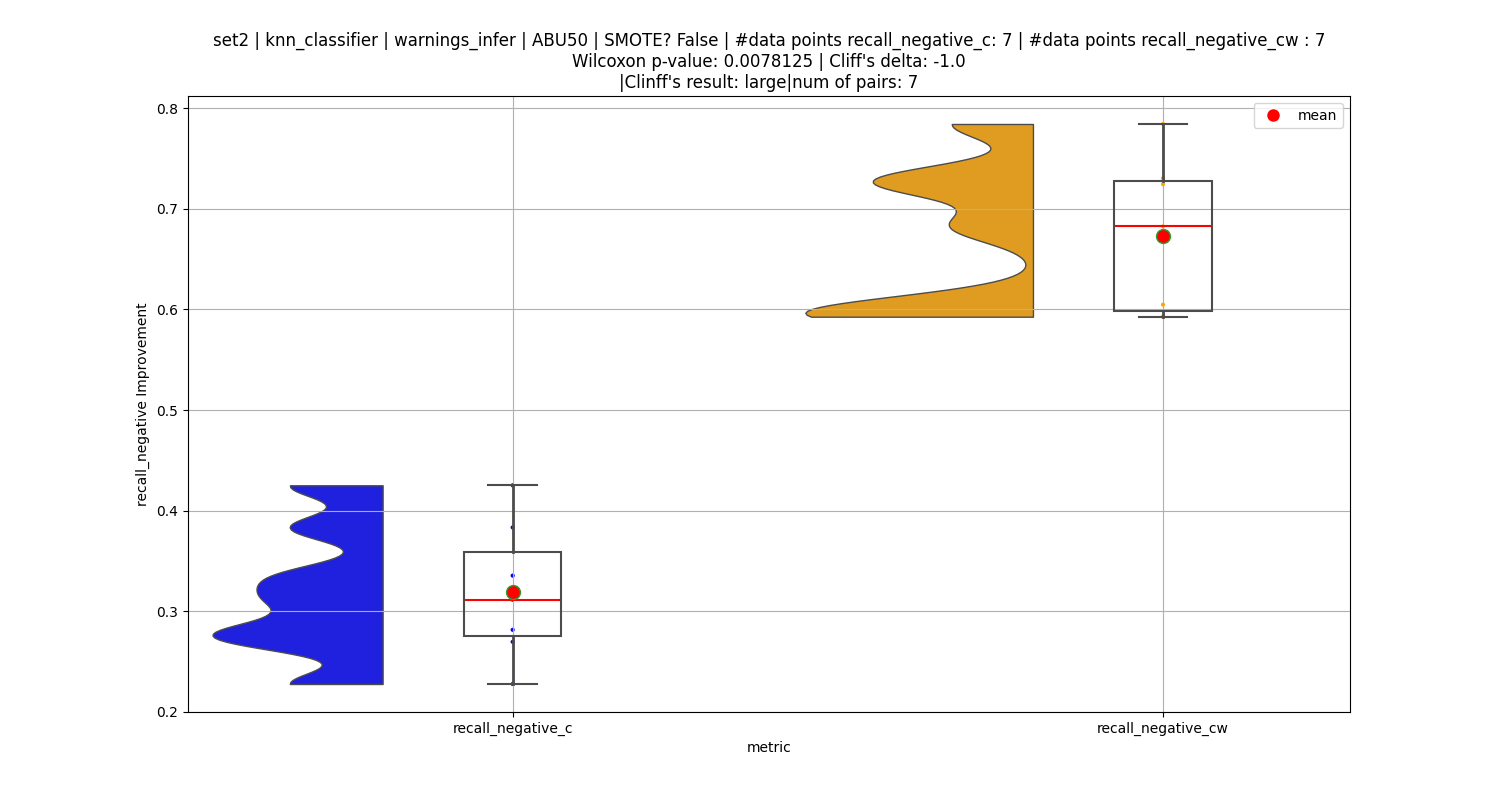 set2 | knn_classifier | warnings_infer | ABU50 | SMOTE? False | #data points recall_negative_c: 7 | #data points recall_negative_cw : 7
Wilcoxon p-value: 0.0078125 | Cliff's delta: -1.0
|Clinff's result: large|num of pairs: 7
mean
0.8
0.7
0.6
0.5
0.4
0.3
0.2
recall_negative Improvement
recall_negative_c
recall_negative_cw
metric